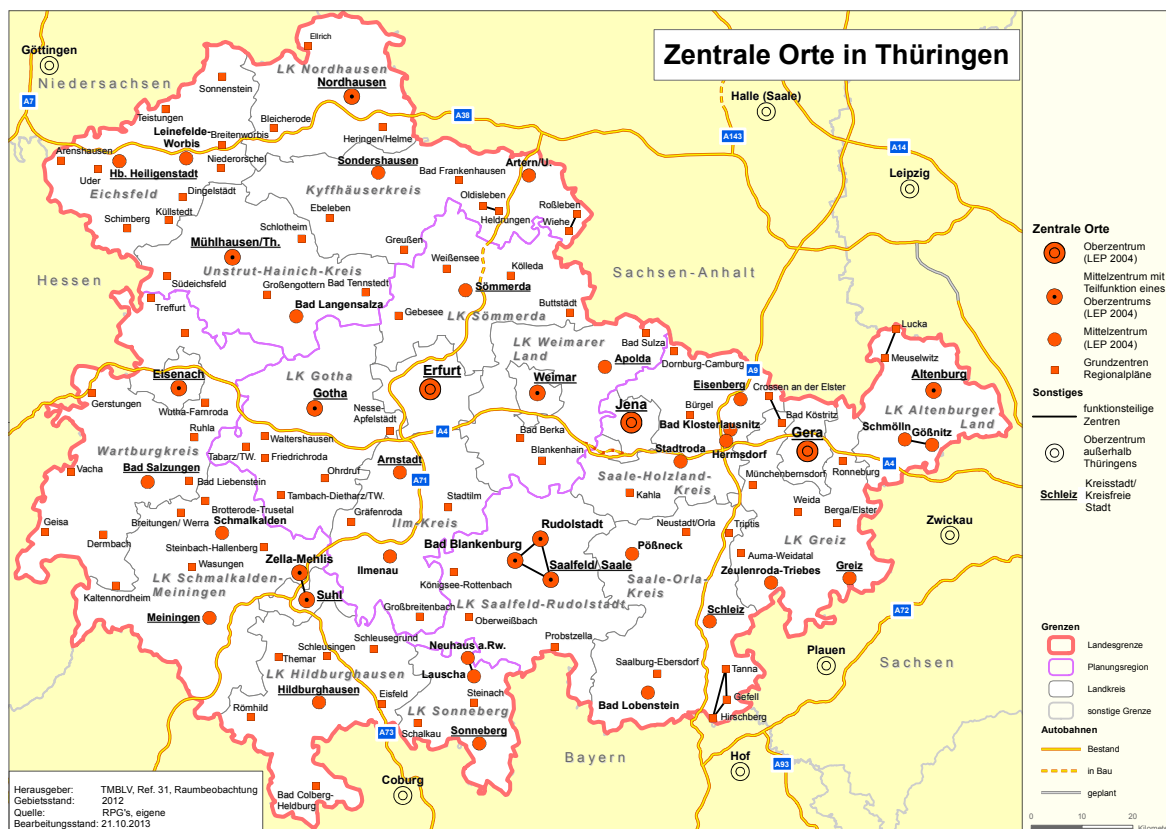 Zentrale Orte in Thüringen
Göttingen
Niedersachsen
A7
Ellrich
LK Nordhausen
Nordhausen
Sonnenstein
Teistungen
Leinefelde-
Worbis
Breitenworbis
Bleicherode
Heringen/Helme
A38
Halle (Saale)
A143
A14
Leipzig
Arenshausen
Uder
Hb. Heiligenstadt
Niederorschel
Eichsfeld
Dingelstädt
Küllstedt
Schimberg
Sondershausen
Kyffhäuserkreis
Bad Frankenhausen
Artern/U.
Oldisleben
Heldrungen
Roßleben
Wiehe
Ebeleben
Schlotheim
Greußen
Mühlhausen/Th.
Unstrut-Hainich-Kreis
Hessen
Sachsen-Anhalt
Südeichsfeld
Großengottern
Bad Tennstedt
Weißensee
Kölleda
Sömmerda
Treffurt
Bad Langensalza
Gebesee
LK Sömmerda
Buttstädt
LK Weimarer
Land
Bad Sulza
Apolda
Dornburg-Camburg
A9
Lucka
Meuselwitz
LK Gotha
Erfurt
Weimar
Eisenberg
Crossen an der Elster
Altenburg
Eisenach
Gerstungen
Wutha-Farnroda
Gotha
Nesse-
Apfelstädt
Jena
Bürgel
Bad Köstritz
Bad Klosterlausnitz
Gera
LK Altenburger
Land
Schmölln
Gößnitz
Ruhla
Waltershausen
A4
Bad Berka
Hermsdorf
Wartburgkreis
Tabarz/TW.
Friedrichroda
Arnstadt
Blankenhain
Stadtroda
Ronneburg
A4
Vacha
Bad Salzungen
Ohrdruf
A71
Saale-Holzland-
Kreis
Münchenbernsdorf
Bad Liebenstein
Tambach-Dietharz/TW.
Stadtilm
Kahla
Weida
Brotterode-Trusetal
Breitungen/ Werra
Schmalkalden
Gräfenroda
Ilm-Kreis
Rudolstadt
Neustadt/Orla
Triptis
Berga/Elster
Zwickau
Geisa
Dermbach
Steinbach-Hallenberg
Bad Blankenburg
Pößneck
LK Greiz
Zella-Mehlis
Ilmenau
Saalfeld/ Saale
Auma-Weidatal
Wasungen
Zeulenroda-Triebes
Greiz
LK Schmalkalden-
Meiningen
Königsee-Rottenbach
Saale-Orla-
Kreis
Kaltennordheim
Suhl
Großbreitenbach
LK Saalfeld-Rudolstadt
Schleiz
A72
Meiningen
Oberweißbach
Schleusegrund
Neuhaus a.Rw.
Probstzella
Plauen
Schleusingen
Themar
Saalburg-Ebersdorf
Tanna
Sachsen
LK Hildburghausen
Lauscha
Hildburghausen
Steinach
Bad Lobenstein
Gefell
Eisfeld
Hirschberg
Römhild
LK Sonneberg
Schalkau
Sonneberg
A73
Bayern
Hof
A93
Coburg
Bad Colberg-
Heldburg
Herausgeber: TMBLV, Ref. 31, Raumbeobachtung
Gebietsstand: 2012
Quelle: RPG's, eigene
Bearbeitungsstand: 21.10.2013
Zentrale Orte
Oberzentrum
(LEP 2004)
Mittelzentrum mit
Teilfunktion eines
Oberzentrums
(LEP 2004)
Mittelzentrum
(LEP 2004)
Grundzentren
Regionalpläne
Sonstiges
funktionsteilige
Zentren
Oberzentrum
außerhalb
Thüringens
Schleiz
Kreisstadt/
Kreisfreie
Stadt
Grenzen
Landesgrenze
Planungsregion
Landkreis
sonstige Grenze
Autobahnen
Bestand
in Bau
geplant
0 10 20